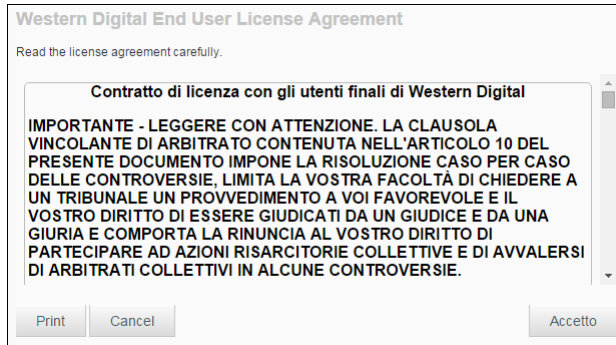 Western Digital End User License Agreement
Read the license agreement carefully.
Contratto di licenza con gli utenti finali di Western Digital
IMPORTANTE - LEGGERE CON ATTENZIONE. LA CLAUSOLA
VINCOLANTE DI ARBITRATO CONTENUTA NELL'ARTICOLO 10 DEL
PRESENTE DOCUMENTO IMPONE LA RISOLUZIONE CASO PER CASO
DELLE CONTROVERSIE, LIMITA LA VOSTRA FACOLTÀ DI CHIEDERE A
UN TRIBUNALE UN PROVVEDIMENTO A VOI FAVOREVOLE E IL
VOSTRO DIRITTO DI ESSERE GIUDICATI DA UN GIUDICE E DA UNA
GIURIA E COMPORTA LA RINUNCIA AL VOSTRO DIRITTO DI
PARTECIPARE AD AZIONI RISARCITORIE COLLETTIVE E DI AVVALERSI
DI ARBITRATI COLLETTIVI IN ALCUNE CONTROVERSIE.
Print Cancel Accetto